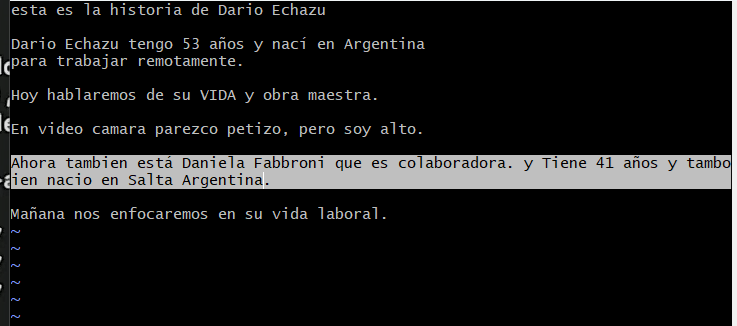 esta es la historia de Dario Echazu
Dario Echazu tengo 53 años y nací en Argentina
para trabajar remotamente.
Hoy hablaremos de su VIDA y obra maestra.
En video camara parezco petizo, pero soy alto.
Ahora tambien está Daniela Fabbroni que es colaboradora. y Tiene 41 años y tambo
ien nacio en Salta Argentina.
Mañana nos enfocaremos en su vida laboral.
~
~
~
~
~
~